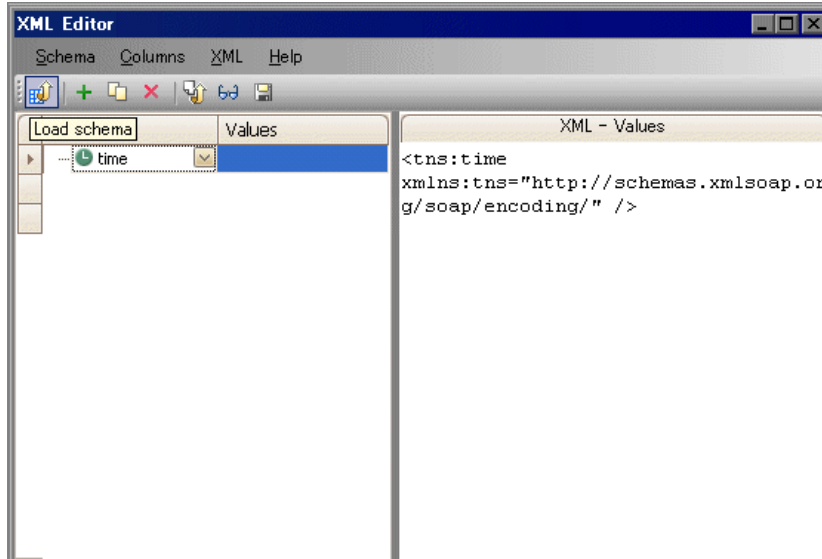 XML Editor
Schema Columns XML Help
Load schema Values XML - Values
time
<tns:time
xmlns:tns="http://schemas.xmlsoap.or
g/soap/encoding/" />